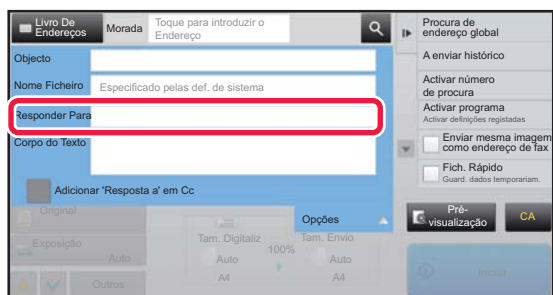 Livro De
Endereços
Morada
Toque para introduzir o
Endereço
Procura de
endereço global
A enviar histórico
Activar número
de procura
Activar programa
Activar definições registadas
Enviar mesma imagem
como endereço de fax
Fich. Rápido
Guard. dados temporariam.
Pré-
visualização
CA
Iniciar
Objecto
Nome Ficheiro
Especificado pelas def. de sistema
Responder Para
Corpo do Texto
Adicionar 'Resposta a' em Cc
Opções
Original
Exposição
Auto
Outros
Tam. Digitaliz
Auto
A4
100%
Tam. Envio
Auto
A4